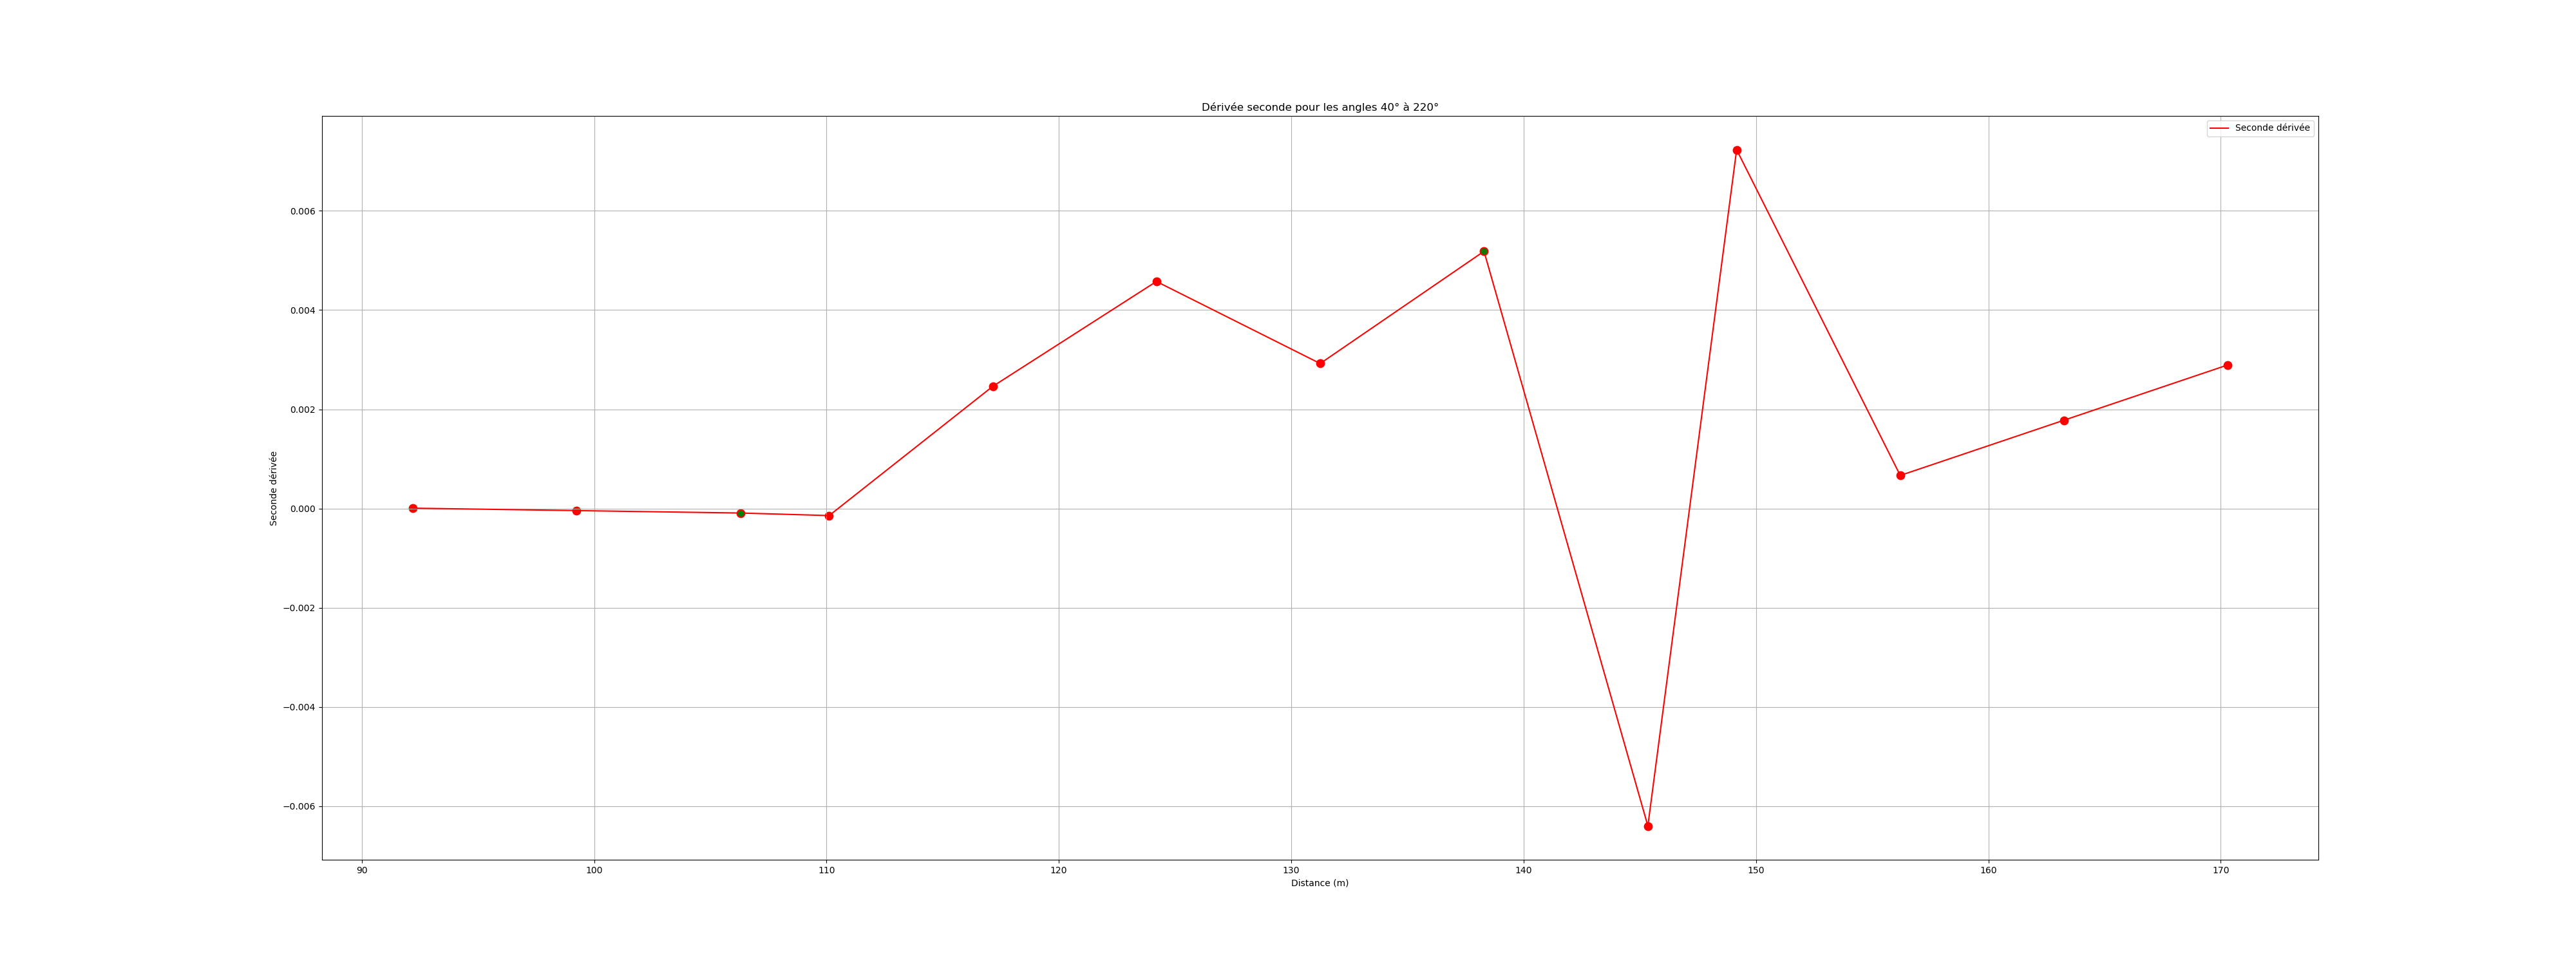 Dérivée seconde pour les angles 40° à 220°
Seconde dérivée
0.006
0.004
0.002
0.000
−0.002
−0.004
−0.006
Seconde dérivée
90 100 110 120 130 140 150 160 170
Distance (m)